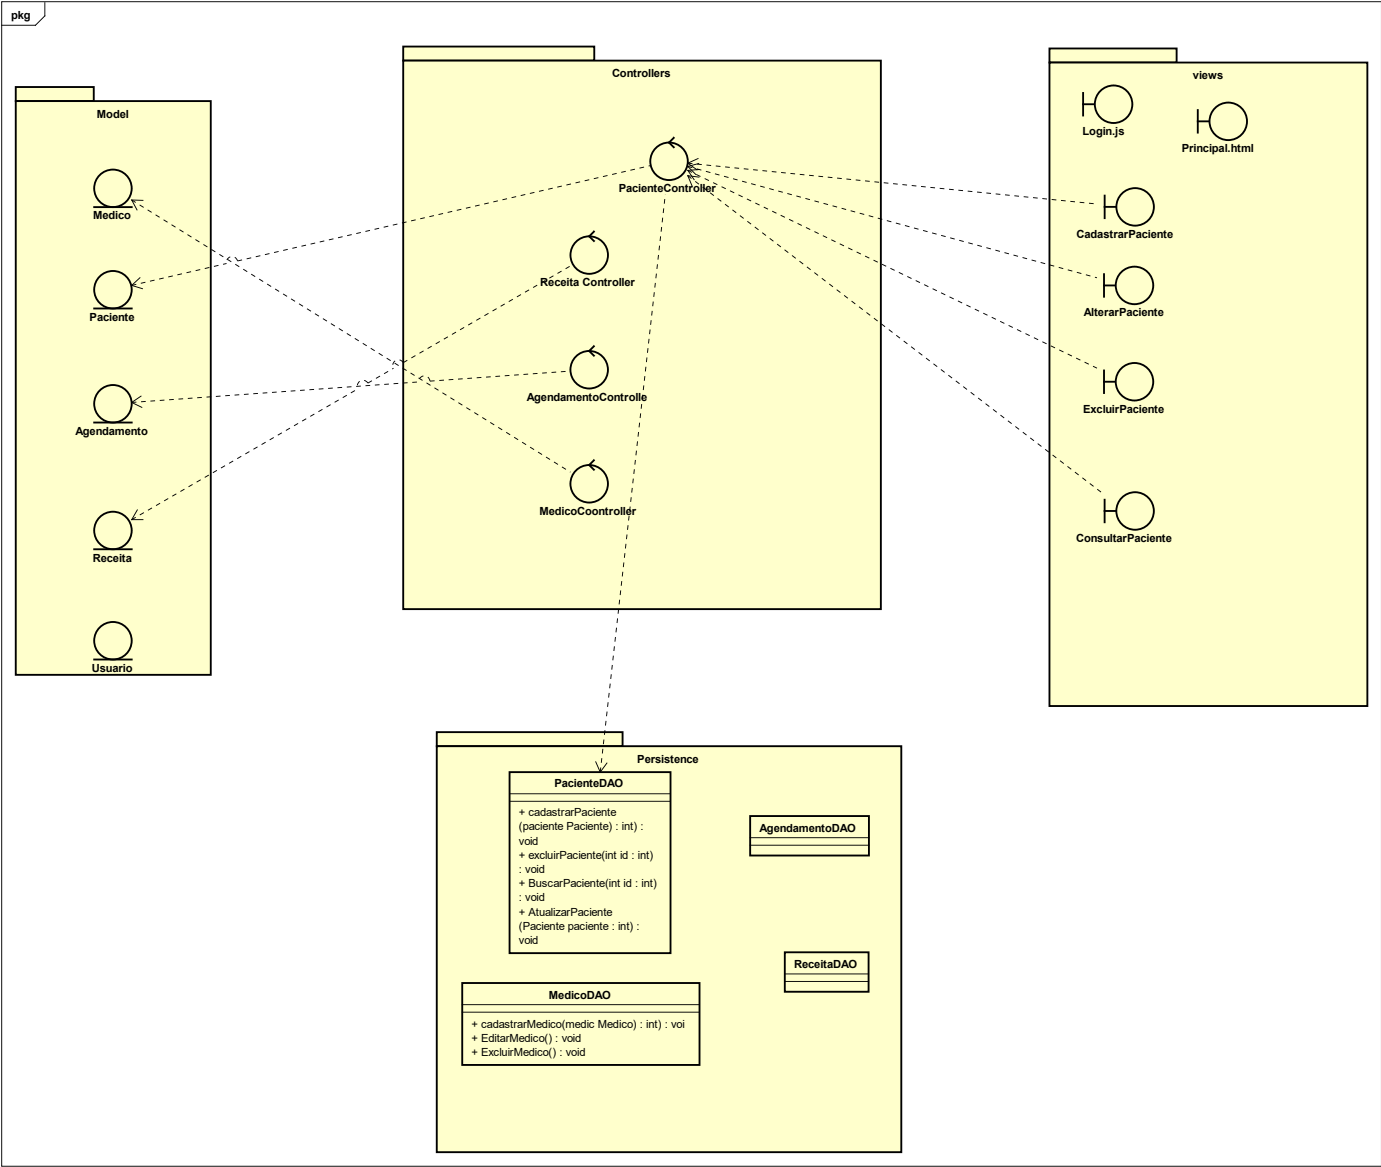 pkg
Model
Medico
Paciente
Agendamento
Receita
Usuario
Controllers
PacienteController
Receita Controller
AgendamentoControlle
MedicoCoontroller
views
Login.js
Principal.html
CadastrarPaciente
AlterarPaciente
ExcluirPaciente
ConsultarPaciente
Persistence
PacienteDAO
+ cadastrarPaciente
(paciente Paciente) : int) :
void
+ excluirPaciente(int id : int)
: void
+ BuscarPaciente(int id : int)
: void
+ AtualizarPaciente
(Paciente paciente : int) :
void
AgendamentoDAO
ReceitaDAO
MedicoDAO
+ cadastrarMedico(medic Medico) : int) : voi
+ EditarMedico() : void
+ ExcluirMedico() : void